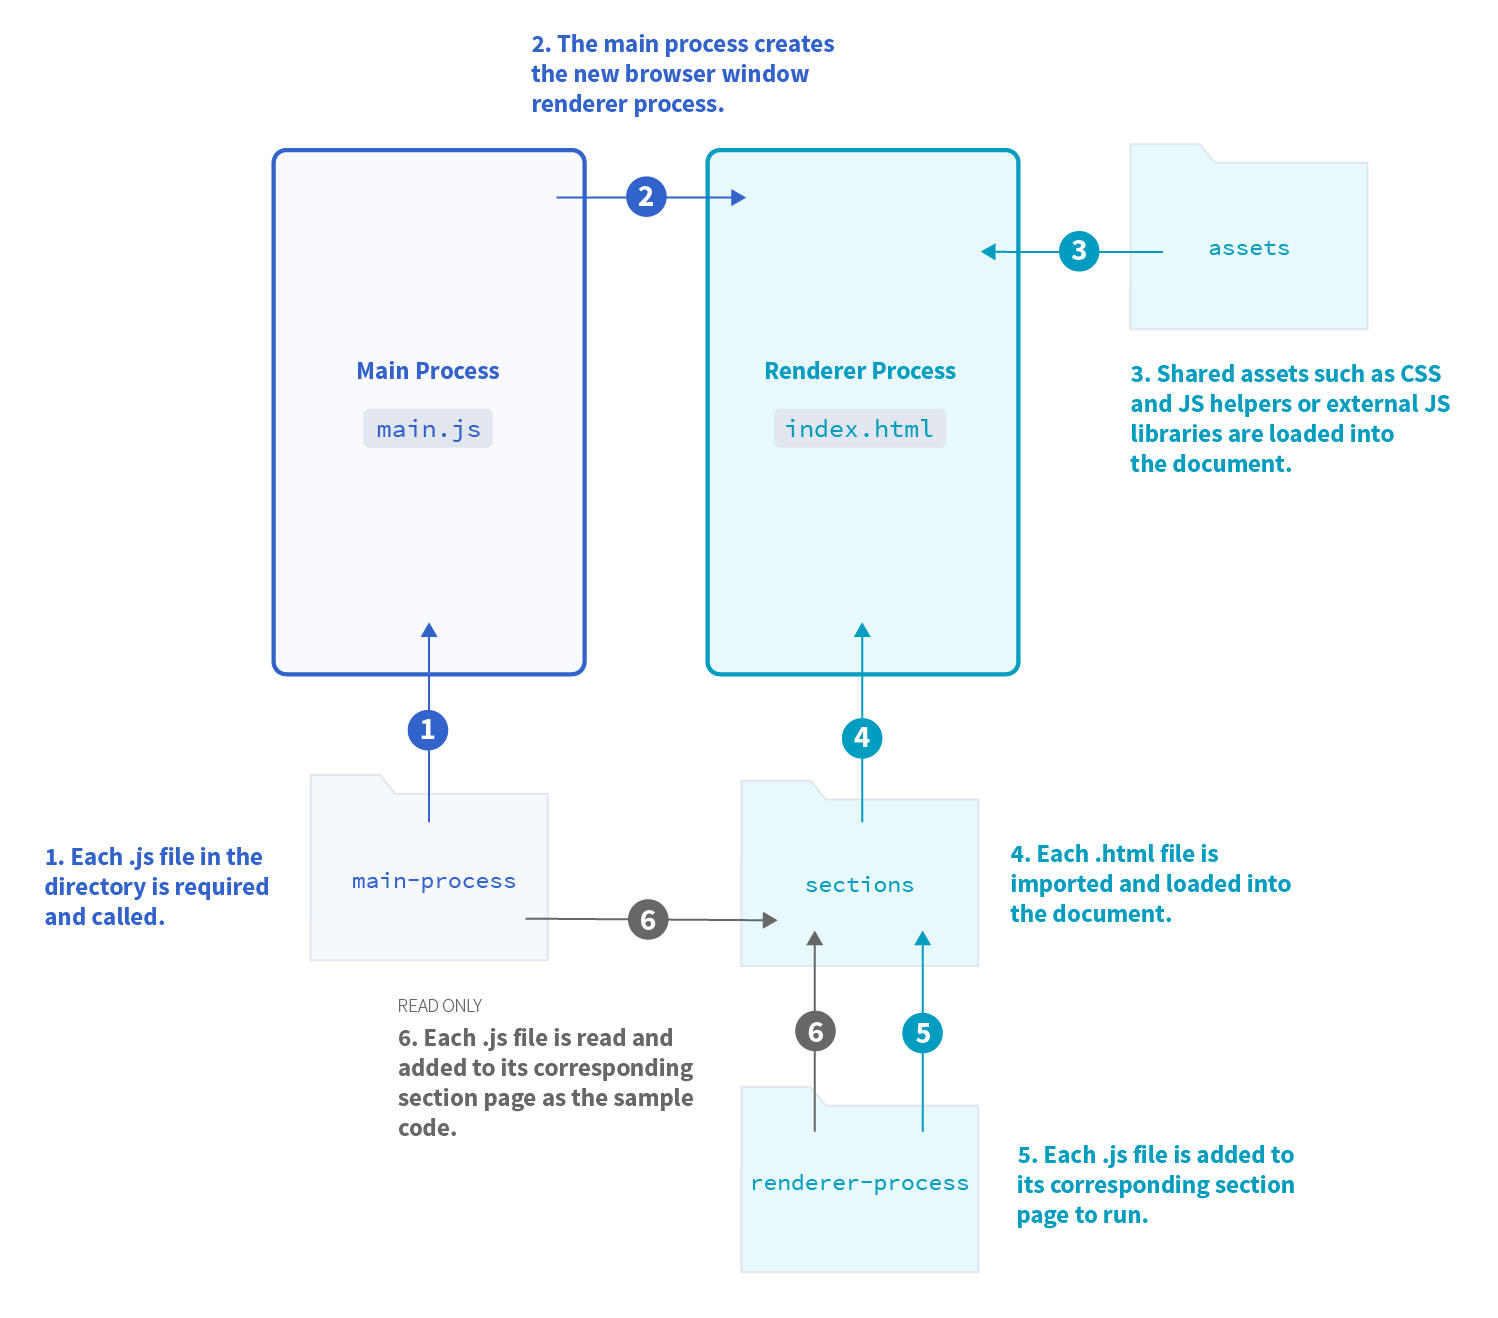 2. The main process creates
the new browser window
renderer process.
2
3
assets
Main Process
main.js
Renderer Process
index.html
3. Shared assets such as CSS
and JS helpers or external JS
libraries are loaded into
the document.
1
4
1. Each .js file in the
directory is required
and called.
main-process
sections
4. Each .html file is
imported and loaded into
the document.
6
READ ONLY
6. Each .js file is read and
added to its corresponding
section page as the sample
code.
6
5
renderer-process
5. Each .js file is added to
its corresponding section
page to run.